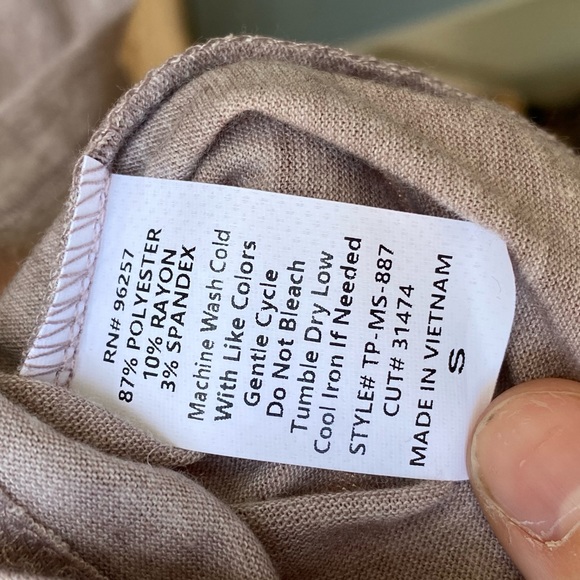 RN# 96257
87% POLYESTER
10% RAYON
3% SPANDEX
Machine Wash Cold
With Like Colors
Gentle Cycle
Do Not Bleach
Tumble Dry Low
Cool Iron If Needed
STYLE# TP-MS-887
CUT# 31474
MADE IN VIETNAM
S